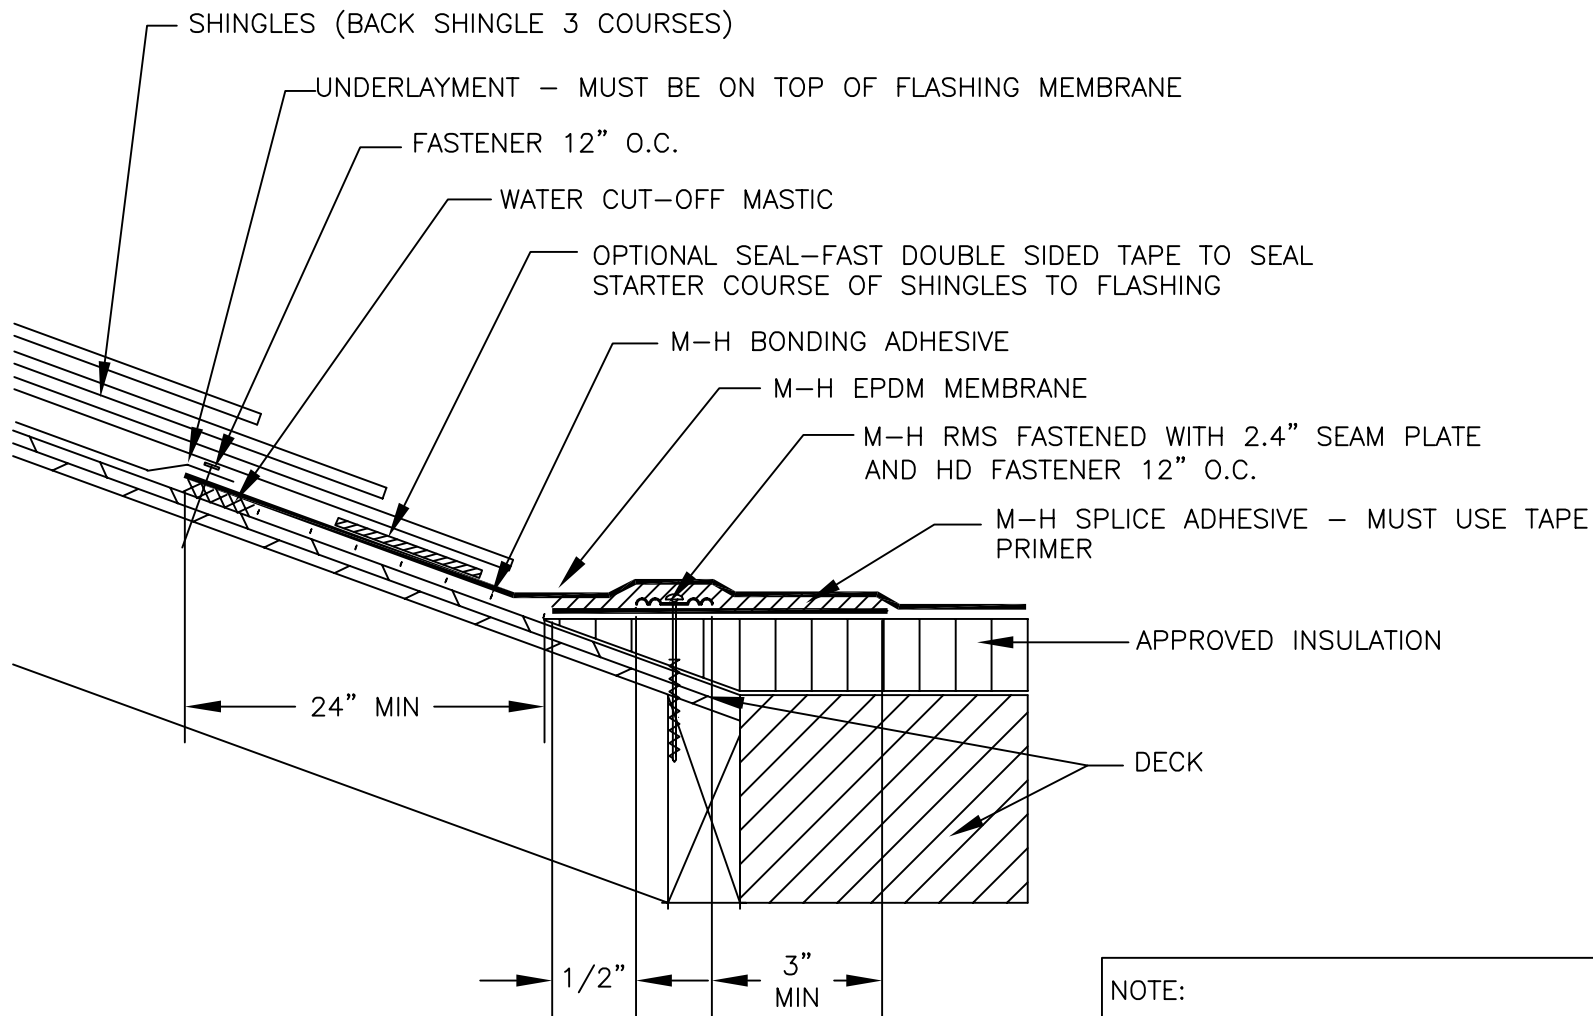 SHINGLES (BACK SHINGLE 3 COURSES)
UNDERLAYMENT – MUST BE ON TOP OF FLASHING MEMBRANE
FASTENER 12” O.C.
WATER CUT–OFF MASTIC
OPTIONAL SEAL–FAST DOUBLE SIDED TAPE TO SEAL
STARTER COURSE OF SHINGLES TO FLASHING
M–H BONDING ADHESIVE
M–H EPDM MEMBRANE
M–H RMS FASTENED WITH 2.4” SEAM PLATE
AND HD FASTENER 12” O.C.
M–H SPLICE ADHESIVE – MUST USE TAPE
PRIMER
APPROVED INSULATION
24” MIN
DECK
1/2”
3”
MIN
NOTE: